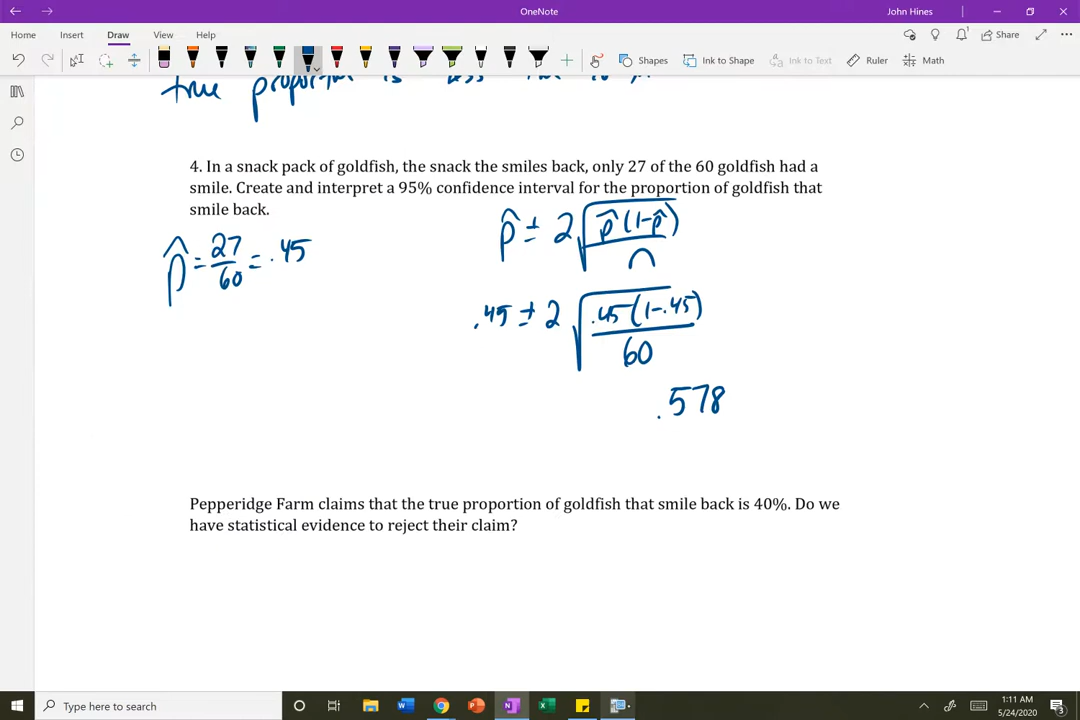 OneNote
John Hines
Home Insert Draw View Help
Share
Shapes Ink to Shape Ink to Text Ruler Math
true proportion is less
4. In a snack pack of goldfish, the snack the smiles back, only 27 of the 60 goldfish had a
smile. Create and interpret a 95% confidence interval for the proportion of goldfish that
smile back.
p̂ = 27/60 = .45
p̂ ± 2 √(p̂(1-p̂)/n)
.45 ± 2 √(.45(1-.45)/60)
.578
Pepperidge Farm claims that the true proportion of goldfish that smile back is 40%. Do we
have statistical evidence to reject their claim?
Type here to search
1:11 AM
5/24/2020
3